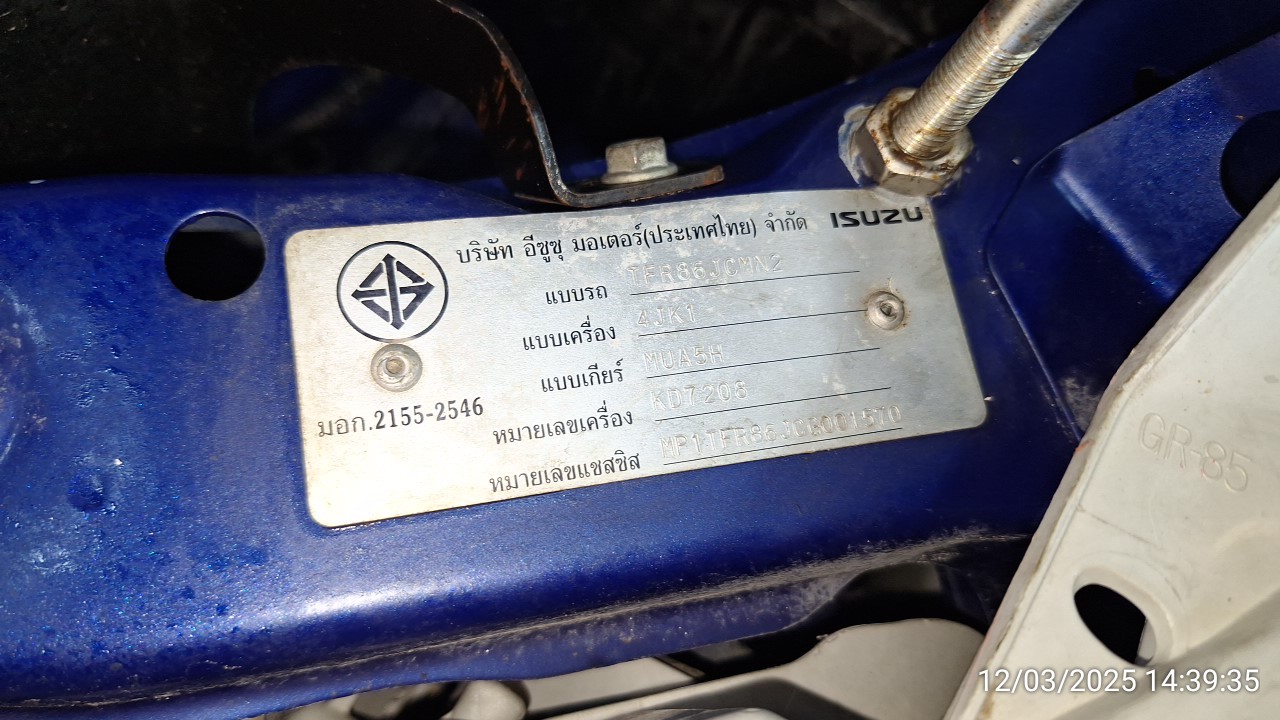 บริษัท อีซูซุ มอเตอร์(ประเทศไทย) จำกัด ISUZU
แบบรถ TFR86JCMN2
แบบเครื่อง 4JK1
แบบเกียร์ MUA5H
มอก.2155-2546
หมายเลขเครื่อง KD7208
หมายเลขแชสซิส
GR-85
12/03/2025 14:39:35